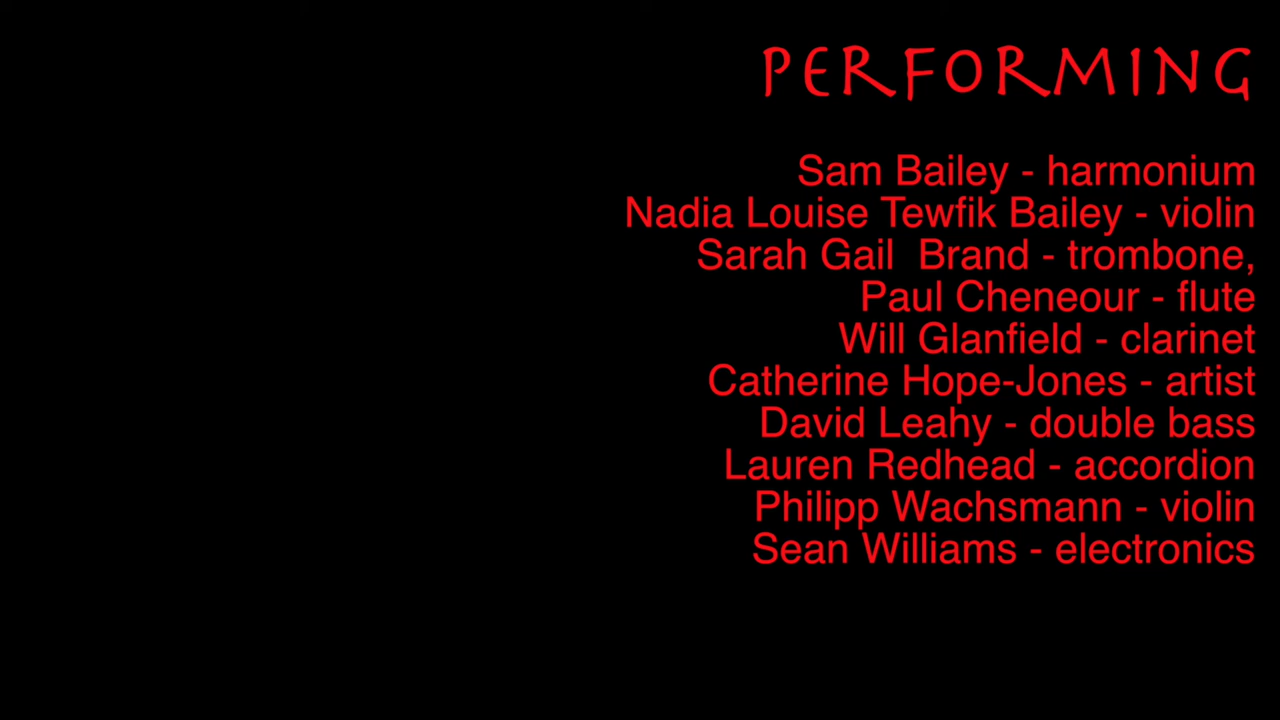 PERFORMING
Sam Bailey - harmonium
Nadia Louise Tewfik Bailey - violin
Sarah Gail  Brand - trombone,
Paul Cheneour - flute
Will Glanfield - clarinet
Catherine Hope-Jones - artist
David Leahy - double bass
Lauren Redhead - accordion
Philipp Wachsmann - violin
Sean Williams - electronics